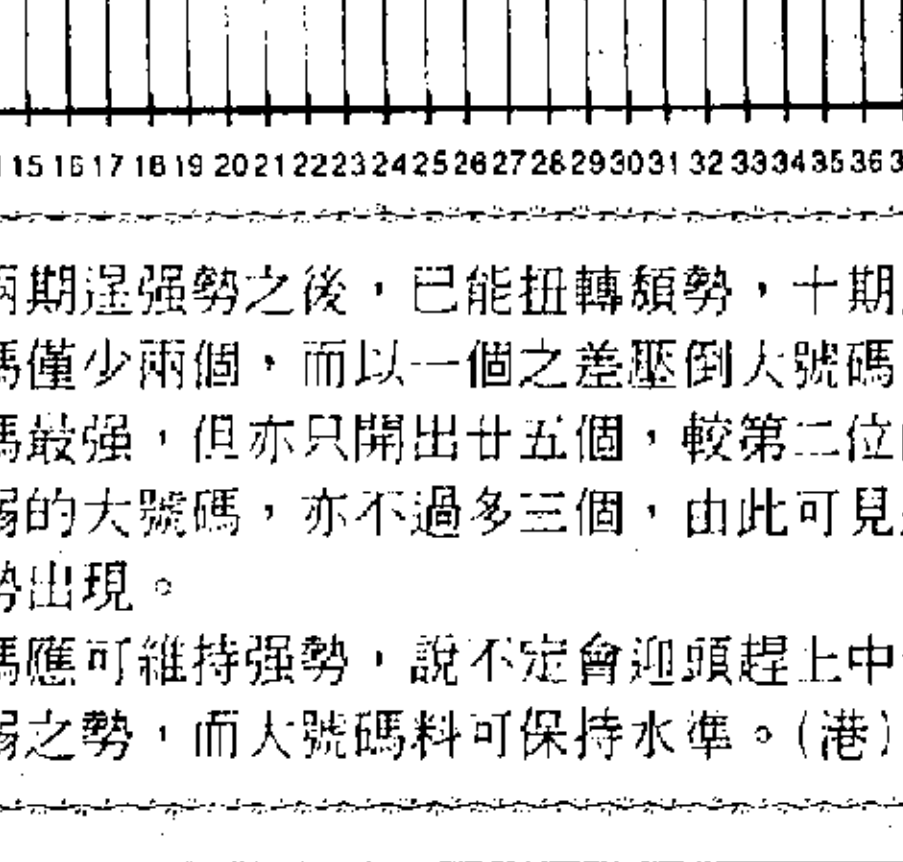 15 16 17 18 19 20 21 22 23 24 25 26 27 28 29 30 31 32 33 34 35 36 3
兩期逞强勢之後，已能扭轉頹勢，十期
碼僅少兩個，而以一個之差壓倒大號碼
碼最强，但亦只開出廿五個，較第二位
弱的大號碼，亦不過多三個，由此可見
勢出現。
碼應可維持强勢，說不定會迎頭趕上中
弱之勢，而大號碼料可保持水準。(港)